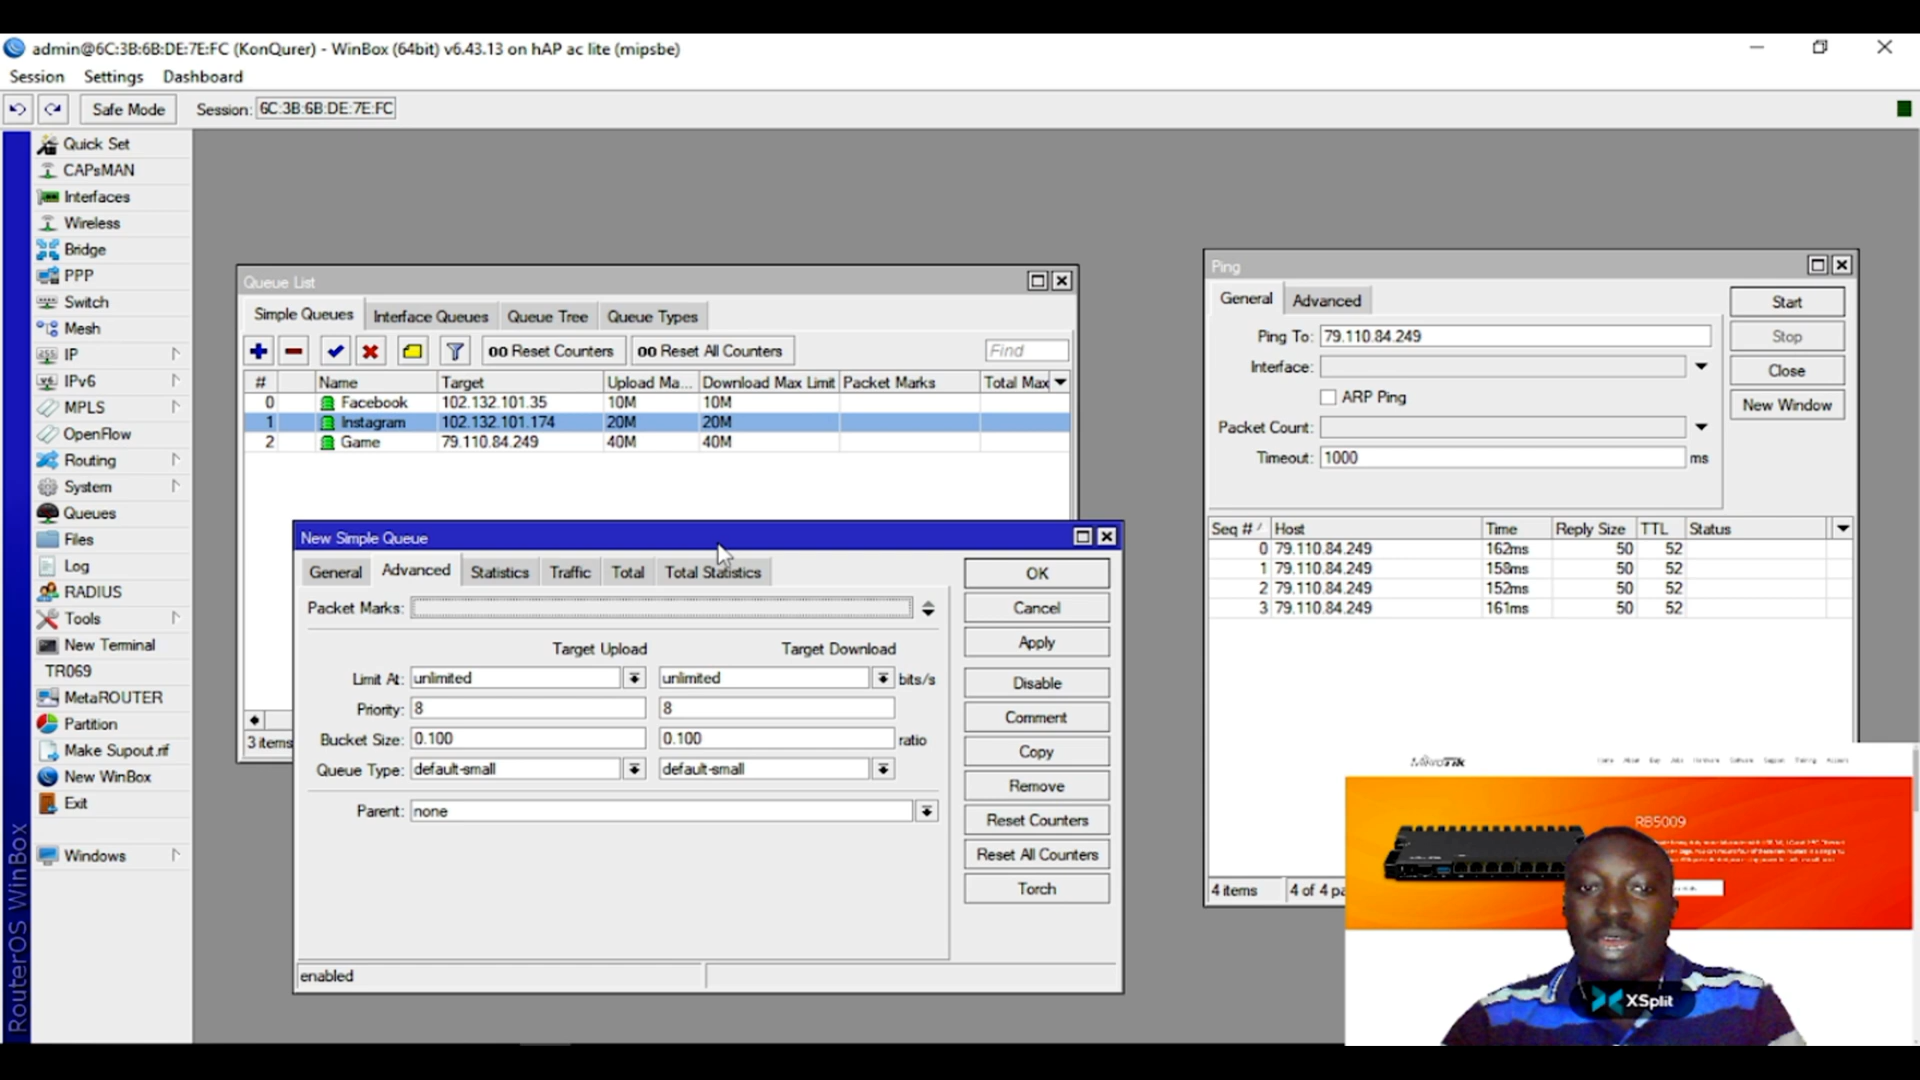 admin@6C:3B:6B:DE:7E:FC (KonQurer) - WinBox (64bit) v6.43.13 on hAP ac lite (mipsbe)
Session Settings Dashboard
Safe Mode Session: 6C:3B:6B:DE:7E:FC
Quick Set
CAPsMAN
Interfaces
Wireless
Bridge
PPP
Switch
Mesh
IP
IPv6
MPLS
OpenFlow
Routing
System
Queues
Files
Log
RADIUS
Tools
New Terminal
TR069
MetaROUTER
Partition
Make Supout.rif
New WinBox
Exit
Windows
RouterOS WinBox
Queue List
Simple Queues Interface Queues Queue Tree Queue Types
00 Reset Counters 00 Reset All Counters Find
# Name Target Upload Ma... Download Max Limit Packet Marks Total Max
0 Facebook 102.132.101.35 10M 10M
1 Instagram 102.132.101.174 20M 20M
2 Game 79.110.84.249 40M 40M
3 items
New Simple Queue
General Advanced Statistics Traffic Total Total Statistics
Packet Marks:
Target Upload Target Download
Limit At: unlimited unlimited bits/s
Priority: 8 8
Bucket Size: 0.100 0.100 ratio
Queue Type: default-small default-small
Parent: none
OK
Cancel
Apply
Disable
Comment
Copy
Remove
Reset Counters
Reset All Counters
Torch
enabled
Ping
General Advanced
Ping To: 79.110.84.249
Interface:
ARP Ping
Packet Count:
Timeout: 1000 ms
Start
Stop
Close
New Window
Seq # Host Time Reply Size TTL Status
0 79.110.84.249 162ms 50 52
1 79.110.84.249 158ms 50 52
2 79.110.84.249 152ms 50 52
3 79.110.84.249 161ms 50 52
4 items 4 of 4 pa
MikroTik
RB5009
XSplit